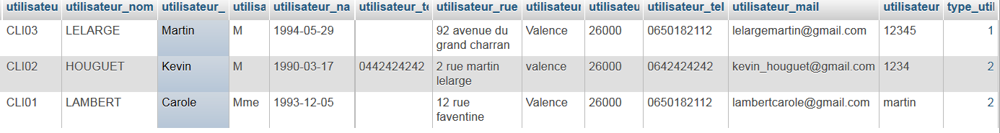 utilisateu utilisateur_nom utilisateur_ utilisa utilisateur_na utilisateur_te utilisateur_rue utilisateur utilisateu utilisateur_tel utilisateur_mail utilisateur type_util
CLI03 LELARGE Martin M 1994-05-29 92 avenue du Valence 26000 0650182112 lelargemartin@gmail.com 12345 1
grand charran
CLI02 HOUGUET Kevin M 1990-03-17 0442424242 2 rue martin valence 26000 0642424242 kevin_houguet@gmail.com 1234 2
lelarge
CLI01 LAMBERT Carole Mme 1993-12-05 12 rue Valence 26000 0650182112 lambertcarole@gmail.com martin 2
faventine